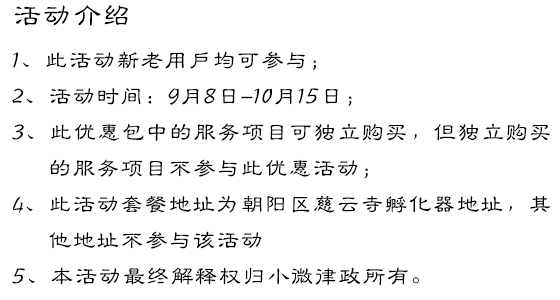 活动介绍
1、此活动新老用户均可参与；
2、活动时间：9月8日-10月15日；
3、此优惠包中的服务项目可独立购买，但独立购买
的服务项目不参与此优惠活动；
4、此活动套餐地址为朝阳区慈云寺孵化器地址，其
他地址不参与该活动
5、本活动最终解释权归小微津政所有。